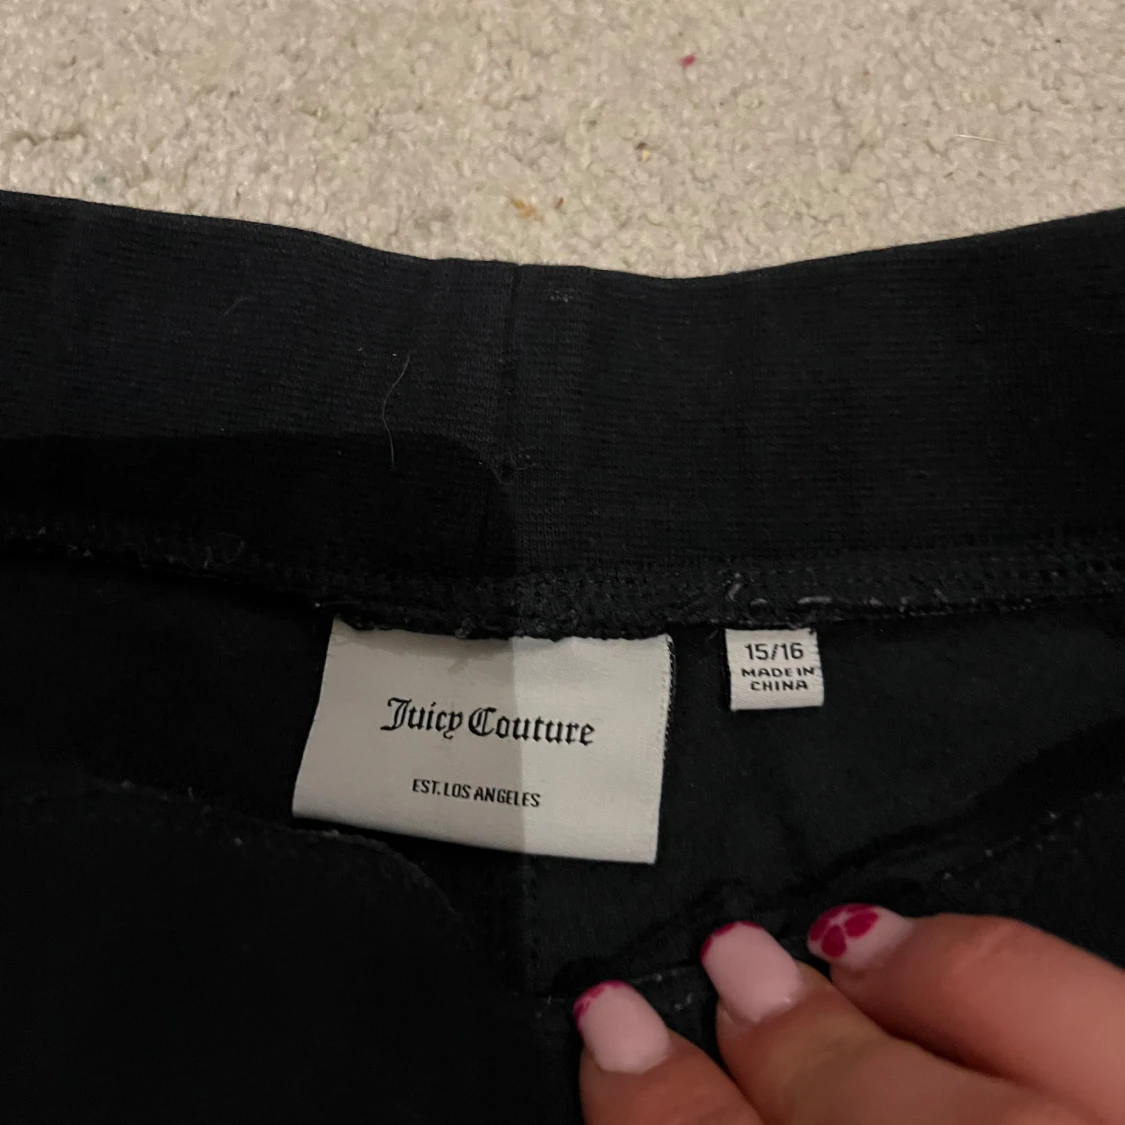 Juicy Couture
EST. LOS ANGELES
15/16
MADE IN
CHINA